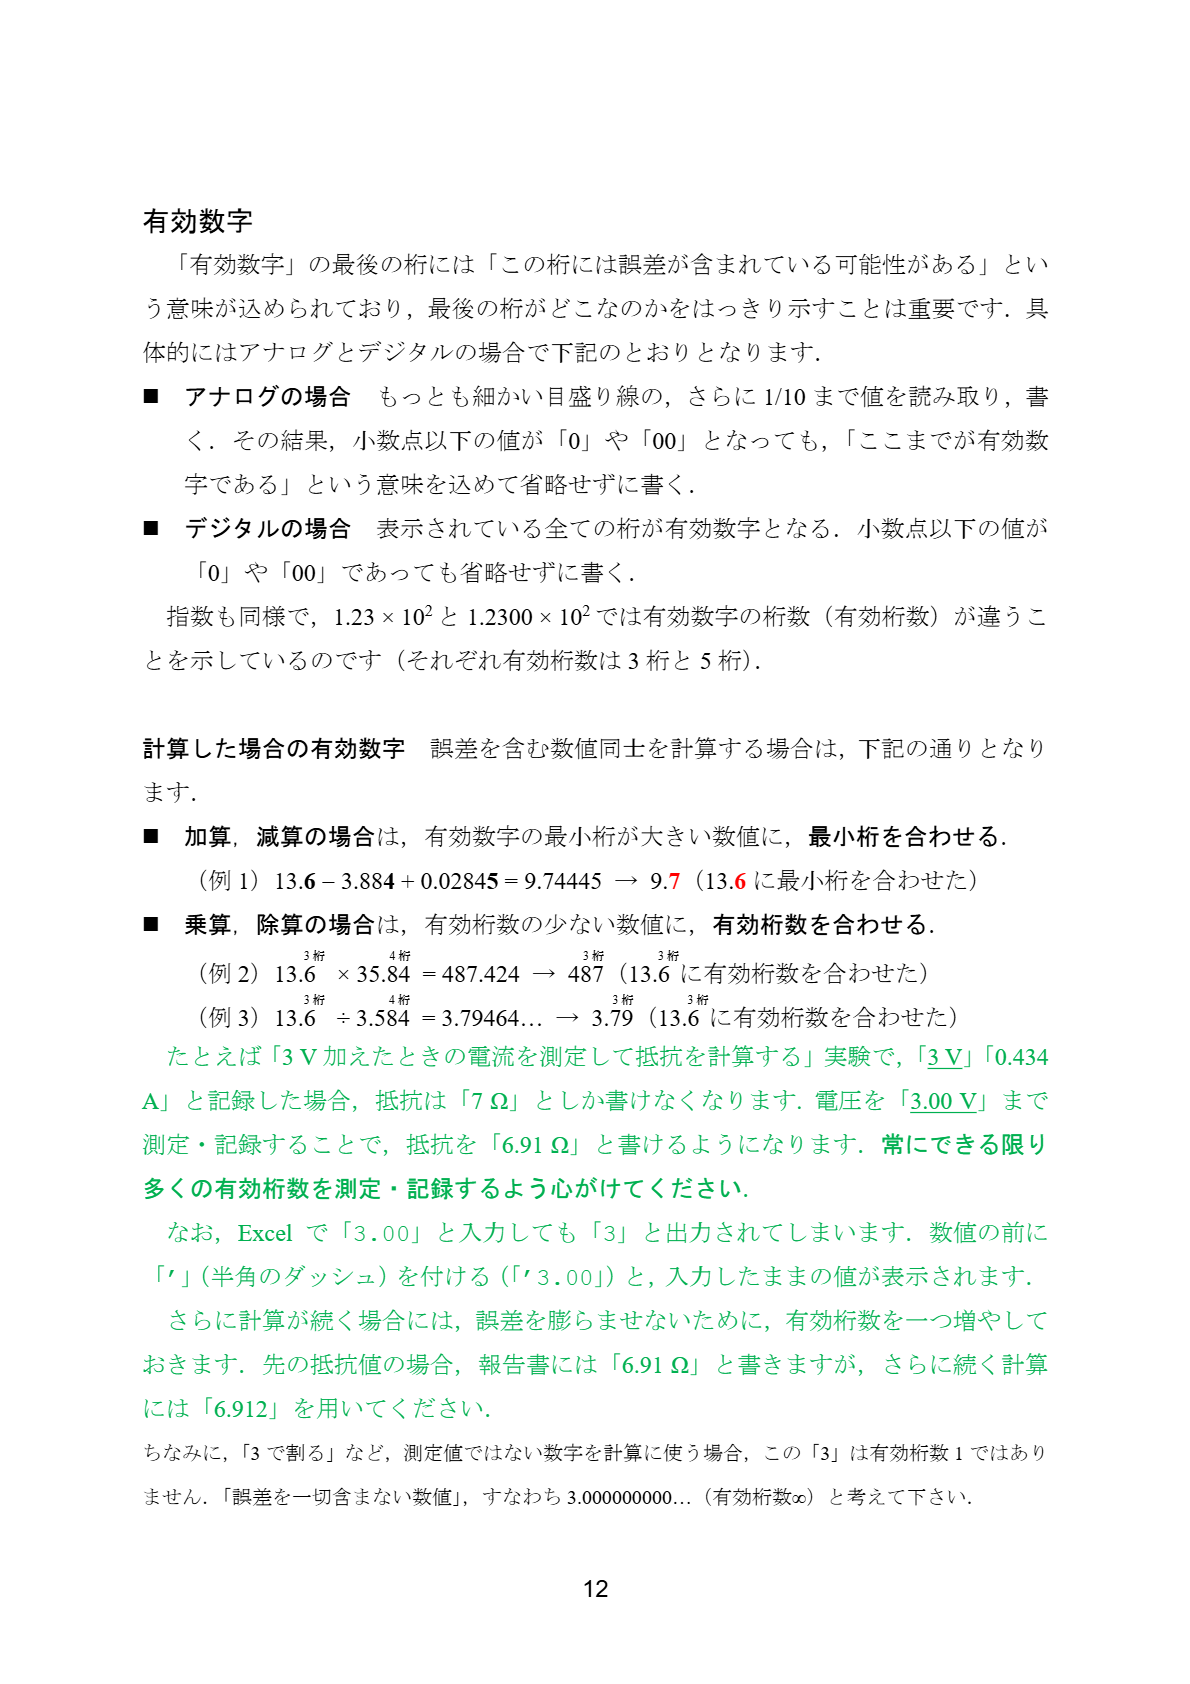 有効数字
「有効数字」の最後の桁には「この桁には誤差が含まれている可能性がある」とい
う意味が込められており，最後の桁がどこなのかをはっきり示すことは重要です．具
体的にはアナログとデジタルの場合で下記のとおりとなります．
■ アナログの場合　もっとも細かい目盛り線の，さらに 1/10 まで値を読み取り，書
く．その結果，小数点以下の値が「0」や「00」となっても，「ここまでが有効数
字である」という意味を込めて省略せずに書く．
■ デジタルの場合　表示されている全ての桁が有効数字となる．小数点以下の値が
「0」や「00」であっても省略せずに書く．
指数も同様で，1.23 × 10² と 1.2300 × 10² では有効数字の桁数（有効桁数）が違うこ
とを示しているのです（それぞれ有効桁数は 3 桁と 5 桁）．
計算した場合の有効数字　誤差を含む数値同士を計算する場合は，下記の通りとなり
ます．
■ 加算，減算の場合は，有効数字の最小桁が大きい数値に，最小桁を合わせる．
（例 1）13.6 – 3.884 + 0.02845 = 9.74445 → 9.7（13.6 に最小桁を合わせた）
■ 乗算，除算の場合は，有効桁数の少ない数値に，有効桁数を合わせる．
3 桁 4 桁 3 桁 3 桁
（例 2）13.6 × 35.84 = 487.424 → 487（13.6 に有効桁数を合わせた）
3 桁 4 桁 3 桁 3 桁
（例 3）13.6 ÷ 3.584 = 3.79464… → 3.79（13.6 に有効桁数を合わせた）
たとえば「3 V 加えたときの電流を測定して抵抗を計算する」実験で，「3 V」「0.434
A」と記録した場合，抵抗は「7 Ω」としか書けなくなります．電圧を「3.00 V」まで
測定・記録することで，抵抗を「6.91 Ω」と書けるようになります．常にできる限り
多くの有効桁数を測定・記録するよう心がけてください．
なお，Excel で「3.00」と入力しても「3」と出力されてしまいます．数値の前に
「′」（半角のダッシュ）を付ける（「′3.00」）と，入力したままの値が表示されます．
さらに計算が続く場合には，誤差を膨らませないために，有効桁数を一つ増やして
おきます．先の抵抗値の場合，報告書には「6.91 Ω」と書きますが，さらに続く計算
には「6.912」を用いてください．
ちなみに，「3 で割る」など，測定値ではない数字を計算に使う場合，この「3」は有効桁数 1 ではあり
ません．「誤差を一切含まない数値」，すなわち 3.000000000…（有効桁数∞）と考えて下さい．
12